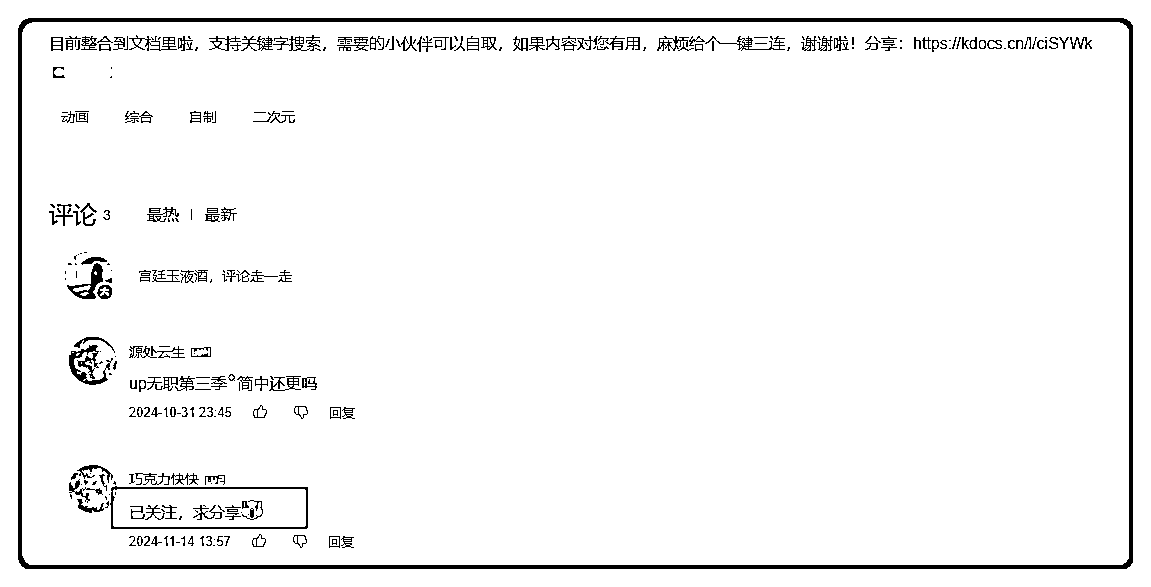 目前整合到文档里啦，支持关键字搜索，需要的小伙伴可以自取，如果内容对您有用，麻烦给个一键三连，谢谢啦！分享：https://kdocs.cn/l/ciSYWk
动画 综合 自制 二次元
评论 3 最热 | 最新
宫廷玉液酒，评论走一走
源处云生
up无职第三季°简中还更吗
2024-10-31 23:45 回复
巧克力快快
已关注，求分享
2024-11-14 13:57 回复